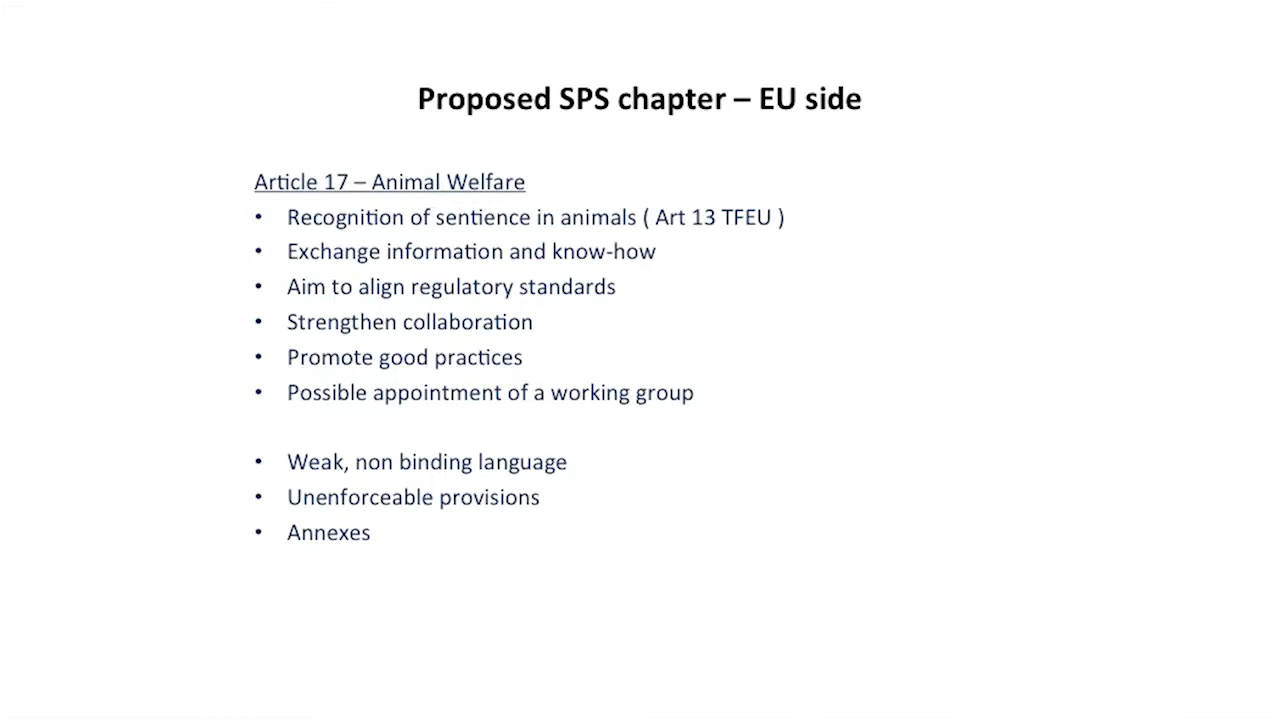 Proposed SPS chapter – EU side
Article 17 – Animal Welfare
• Recognition of sentience in animals ( Art 13 TFEU )
• Exchange information and know-how
• Aim to align regulatory standards
• Strengthen collaboration
• Promote good practices
• Possible appointment of a working group
• Weak, non binding language
• Unenforceable provisions
• Annexes